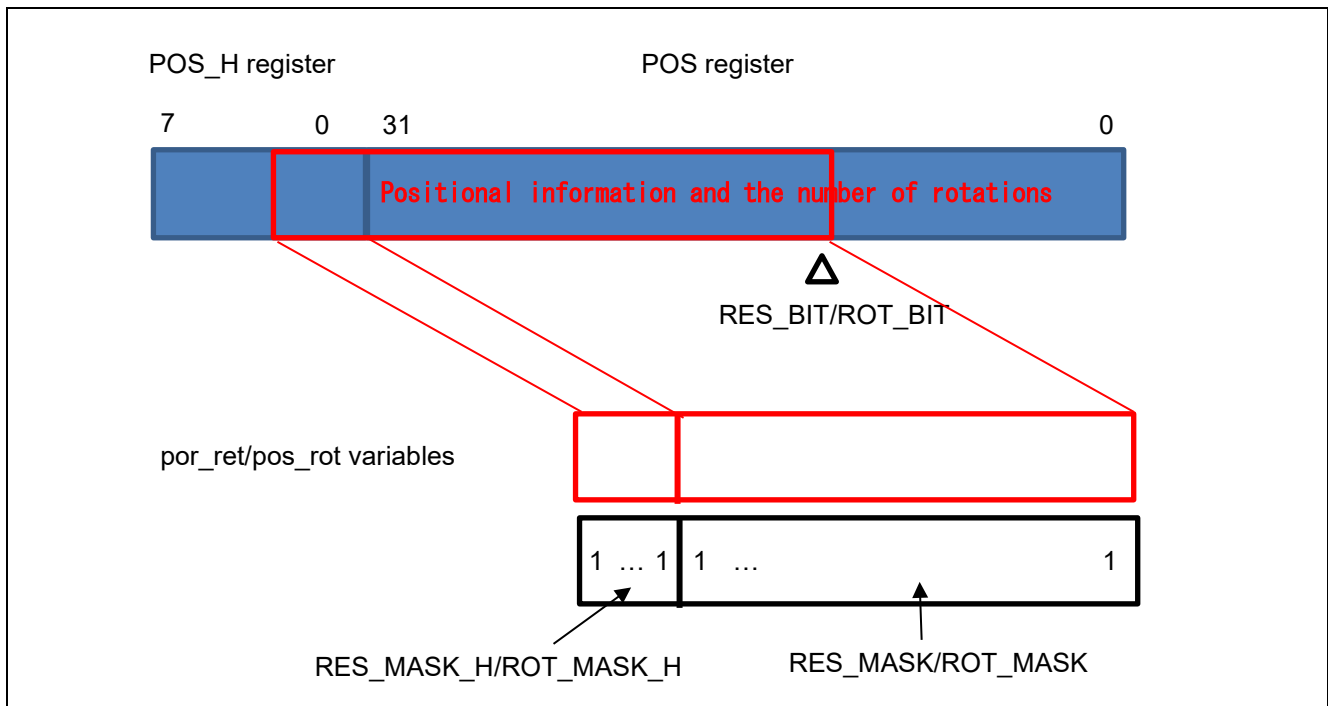 POS_H register POS register
7 0 31 0
Positional information and the number of rotations
RES_BIT/ROT_BIT
por_ret/pos_rot variables
1 … 1 1 … 1
RES_MASK_H/ROT_MASK_H RES_MASK/ROT_MASK